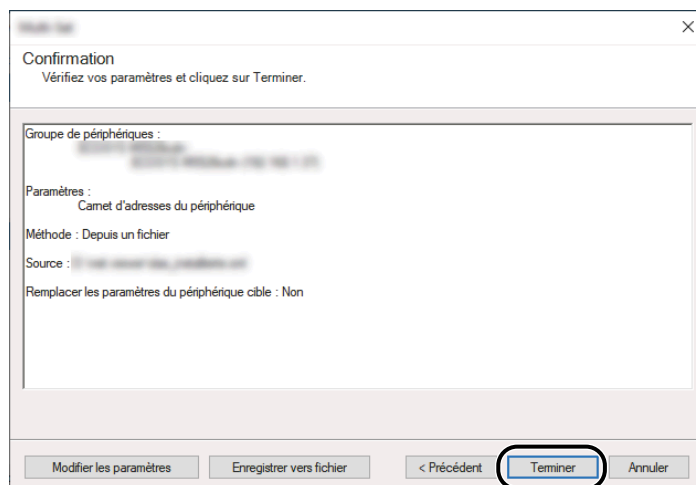 Confirmation
Vérifiez vos paramètres et cliquez sur Terminer.
Groupe de périphériques :
Paramètres :
Carnet d'adresses du périphérique
Méthode : Depuis un fichier
Source :
Remplacer les paramètres du périphérique cible : Non
Modifier les paramètres
Enregistrer vers fichier
< Précédent
Terminer
Annuler